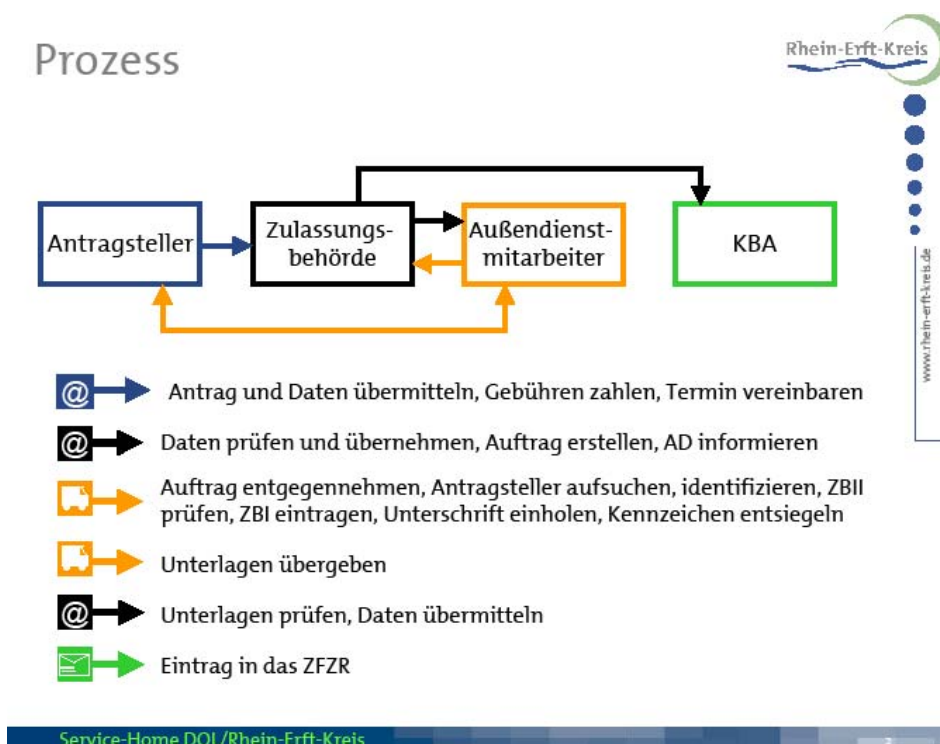 Prozess
Rhein-Erft-Kreis
Antragsteller
Zulassungs-
behörde
Außendienst-
mitarbeiter
KBA
www.rhein-erft-kreis.de
@ Antrag und Daten übermitteln, Gebühren zahlen, Termin vereinbaren
@ Daten prüfen und übernehmen, Auftrag erstellen, AD informieren
Auftrag entgegennehmen, Antragsteller aufsuchen, identifizieren, ZBII
prüfen, ZBI eintragen, Unterschrift einholen, Kennzeichen entsiegeln
Unterlagen übergeben
@ Unterlagen prüfen, Daten übermitteln
Eintrag in das ZFZR
Service-Home DOL/Rhein-Erft-Kreis